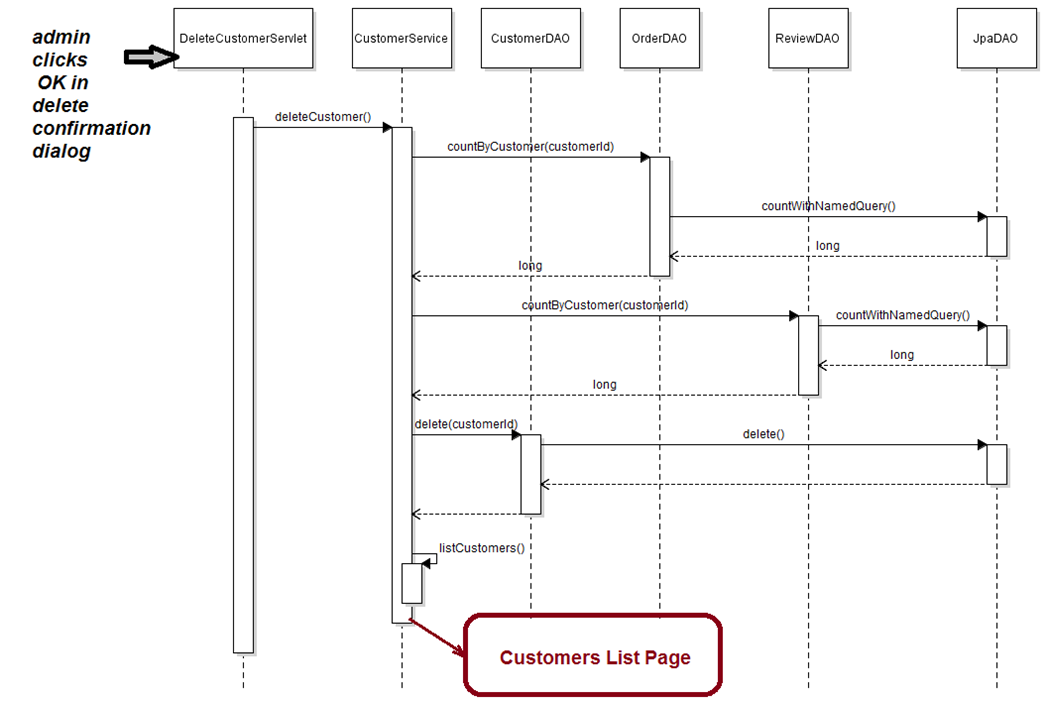 admin
clicks
OK in
delete
confirmation
dialog
DeleteCustomerServlet
CustomerService
CustomerDAO
OrderDAO
ReviewDAO
JpaDAO
deleteCustomer()
countByCustomer(customerId)
countWithNamedQuery()
long
long
countByCustomer(customerId)
countWithNamedQuery()
long
long
delete(customerId)
delete()
listCustomers()
Customers List Page